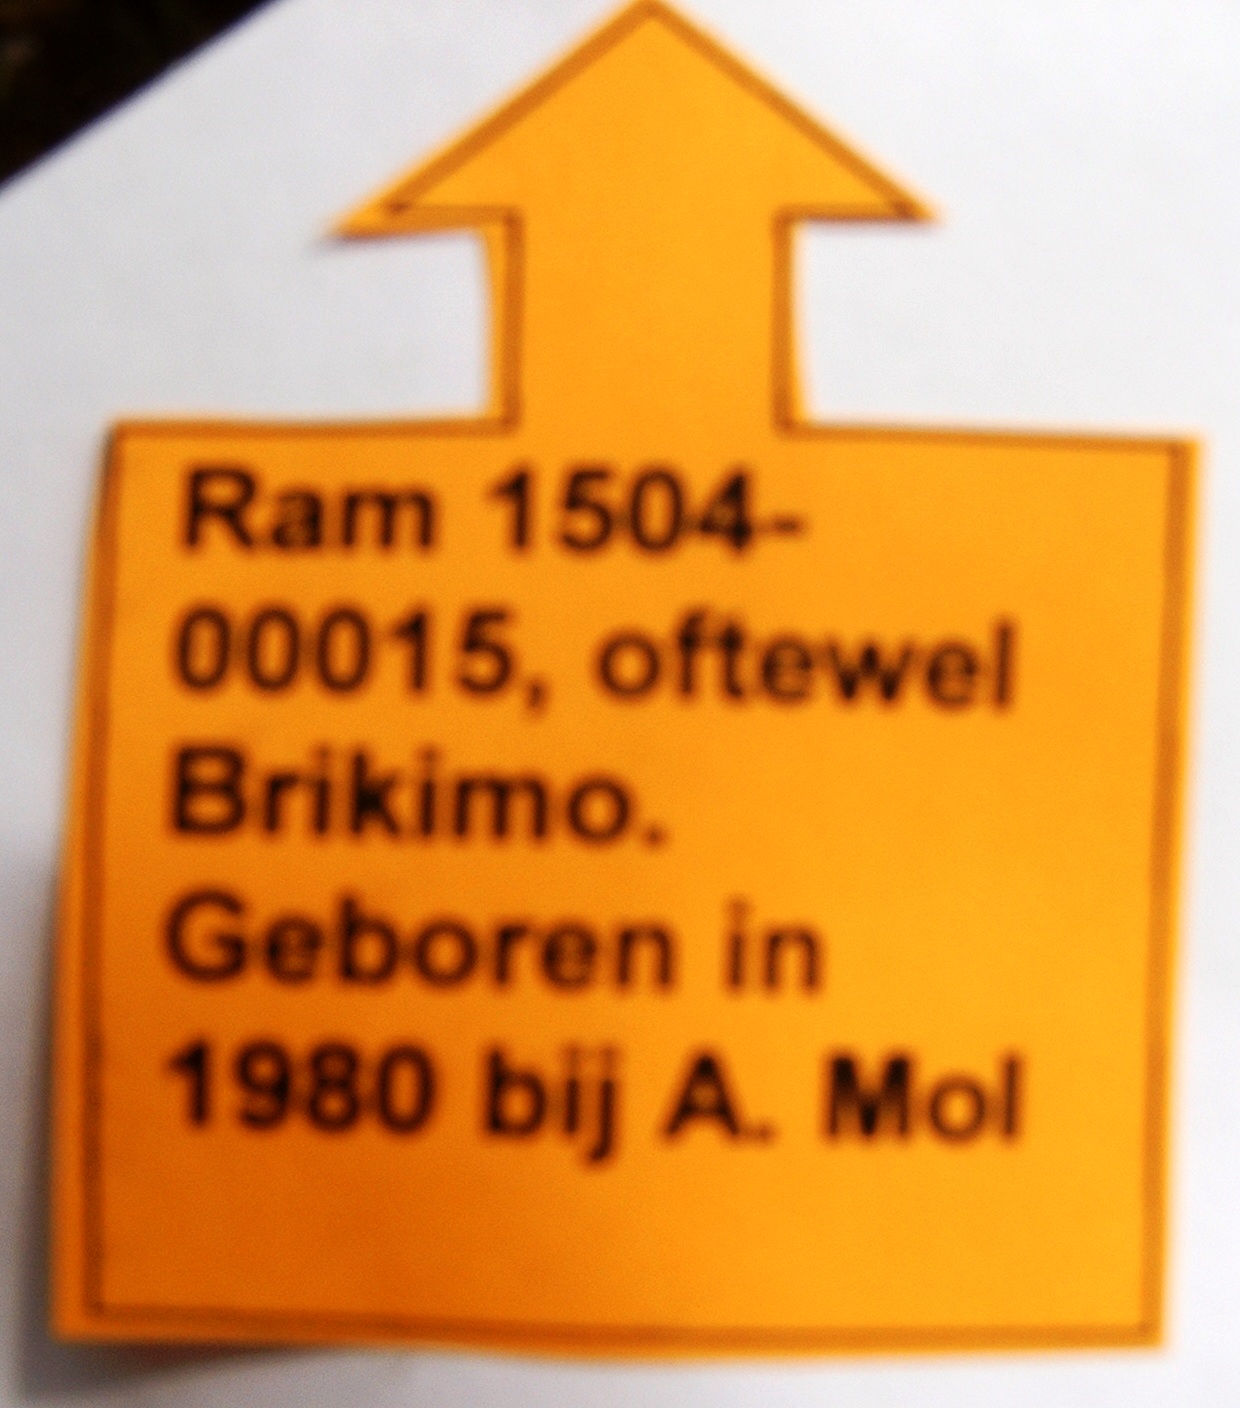 Ram 1504-
00015, oftewel
Brikimo.
Geboren in
1980 bij A. Mol